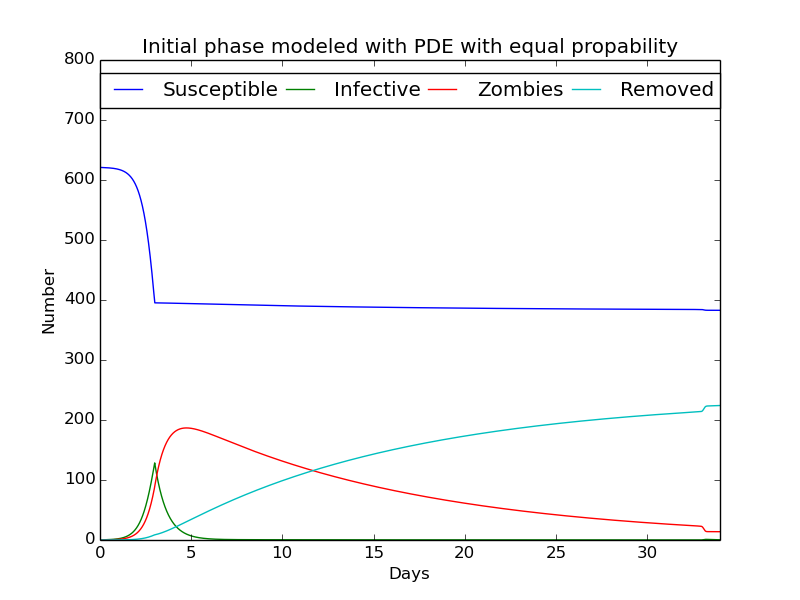 Initial phase modeled with PDE with equal propability
800
Susceptible Infective Zombies Removed
700
600
500
400
300
200
100
0
Number
0 5 10 15 20 25 30
Days